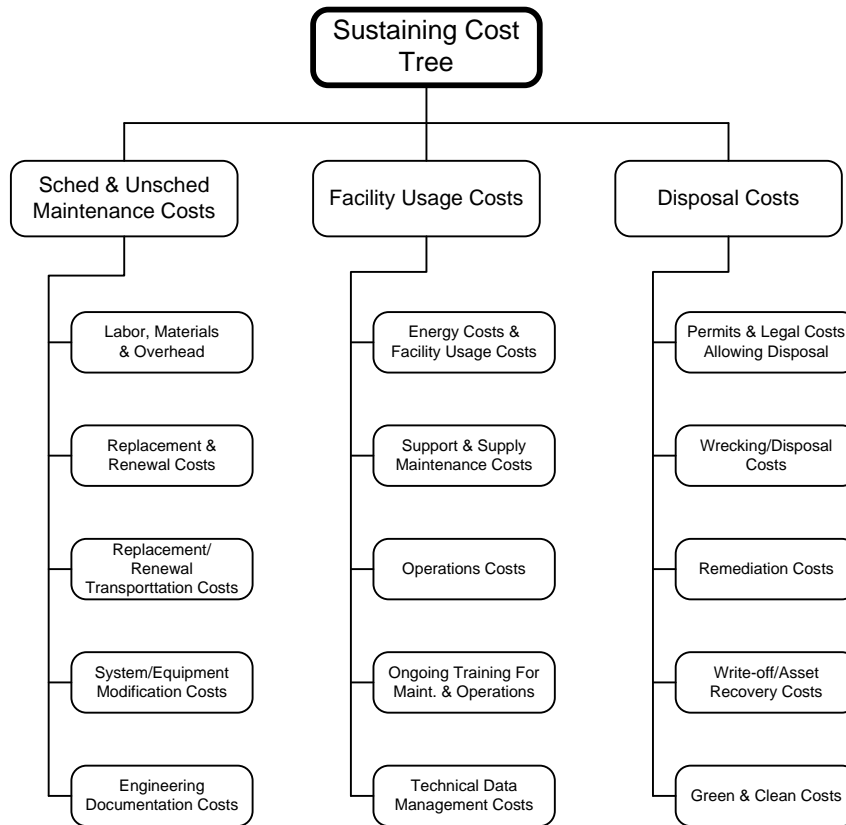 Sustaining Cost
Tree
Sched & Unsched
Maintenance Costs
Facility Usage Costs
Disposal Costs
Labor, Materials
& Overhead
Energy Costs &
Facility Usage Costs
Permits & Legal Costs
Allowing Disposal
Replacement &
Renewal Costs
Support & Supply
Maintenance Costs
Wrecking/Disposal
Costs
Replacement/
Renewal
Transporttation Costs
Operations Costs
Remediation Costs
System/Equipment
Modification Costs
Ongoing Training For
Maint. & Operations
Write-off/Asset
Recovery Costs
Engineering
Documentation Costs
Technical Data
Management Costs
Green & Clean Costs